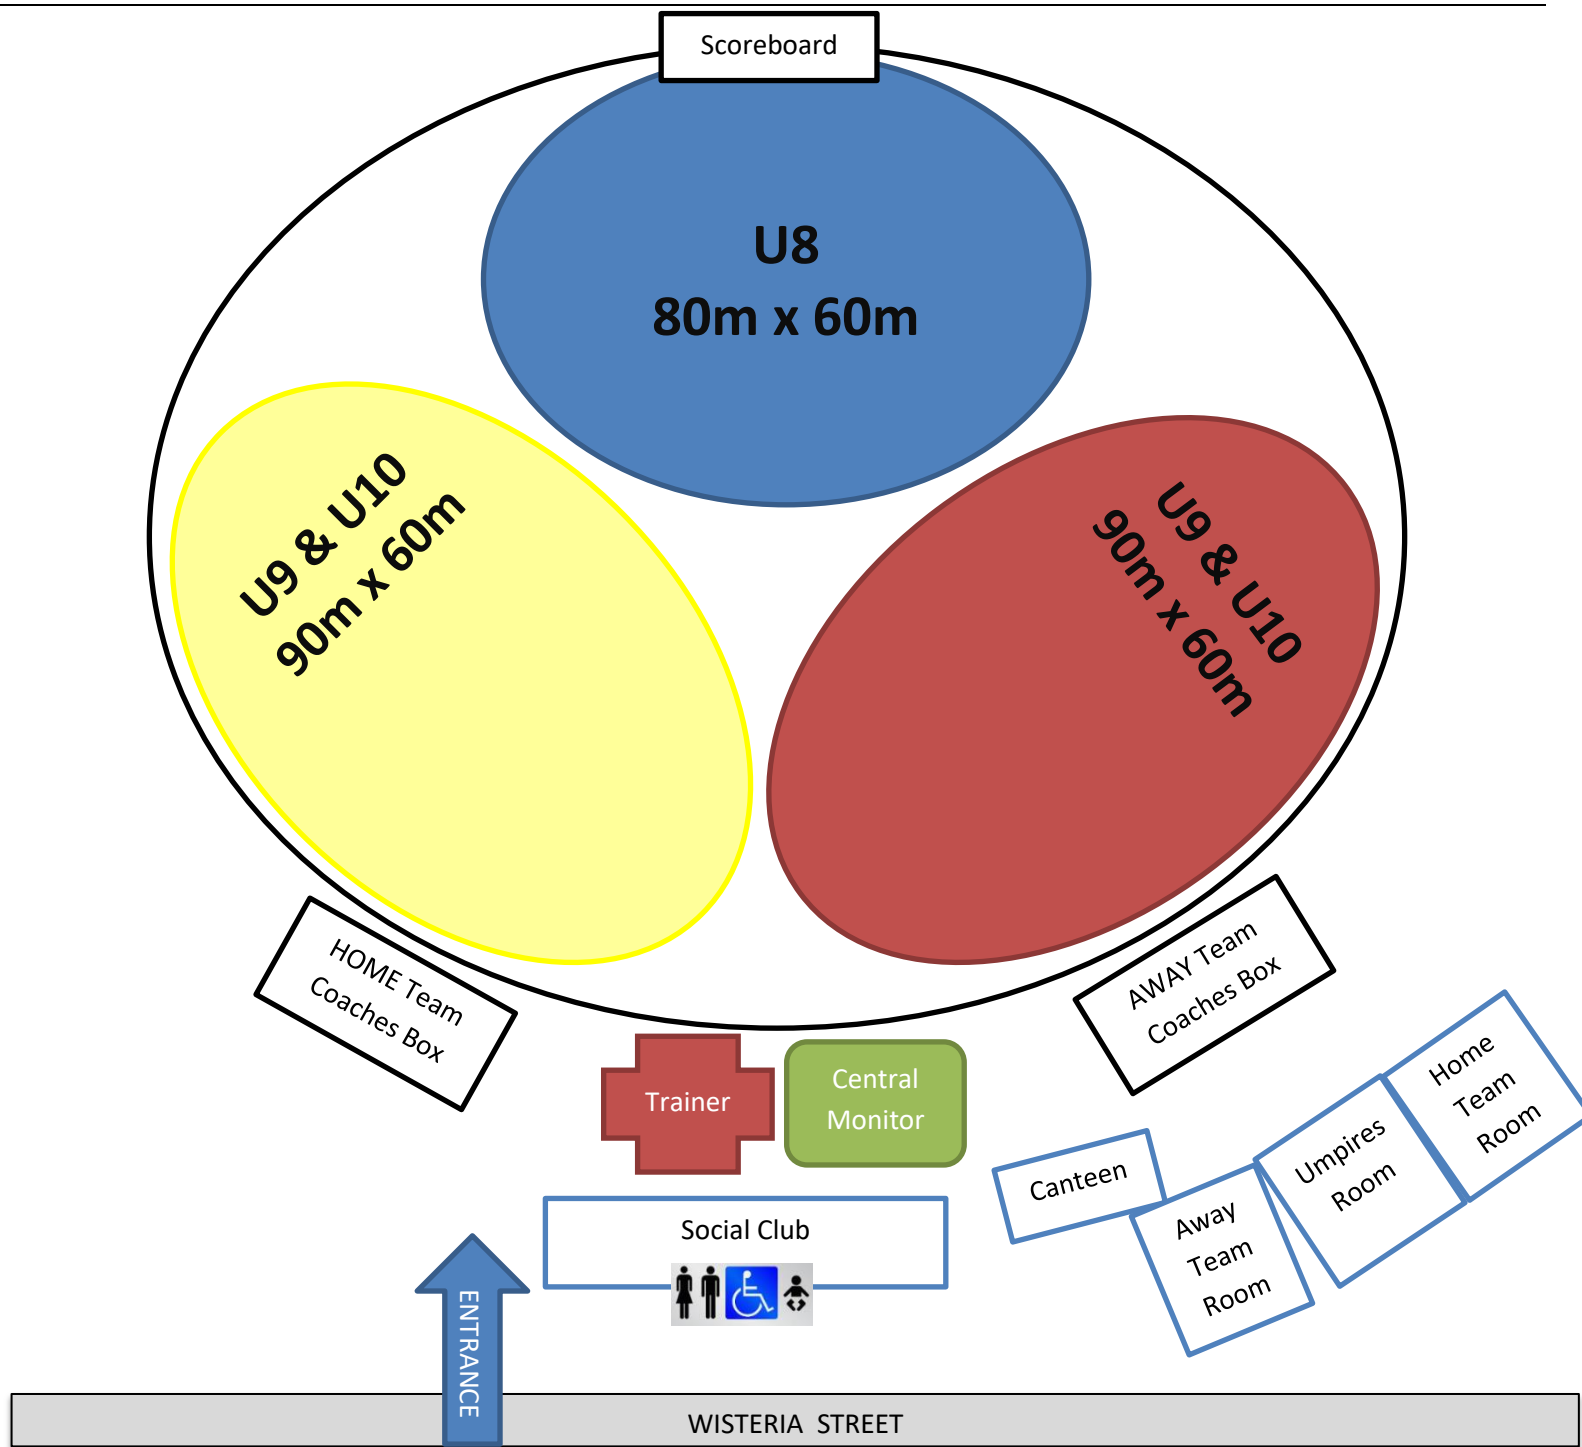 Scoreboard
U8
80m x 60m
U9 & U10
90m x 60m
U9 & U10
90m x 60m
HOME Team
Coaches Box
AWAY Team
Coaches Box
Trainer
Central
Monitor
Home
Team
Room
Umpires
Room
Canteen
Away
Team
Room
Social Club
ENTRANCE
WISTERIA  STREET